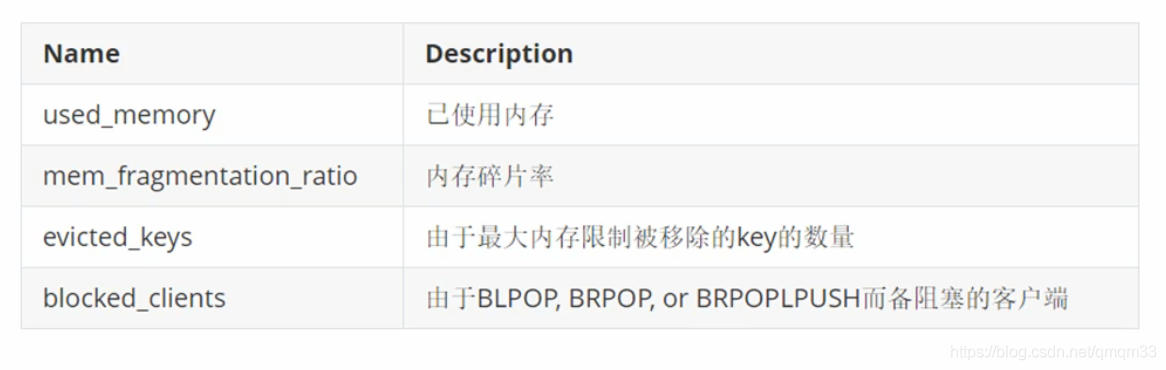 Name Description
used_memory 已使用内存
mem_fragmentation_ratio 内存碎片率
evicted_keys 由于最大内存限制被移除的key的数量
blocked_clients 由于BLPOP, BRPOP, or BRPOPLPUSH而备阻塞的客户端
https://blog.csdn.net/qmqm33